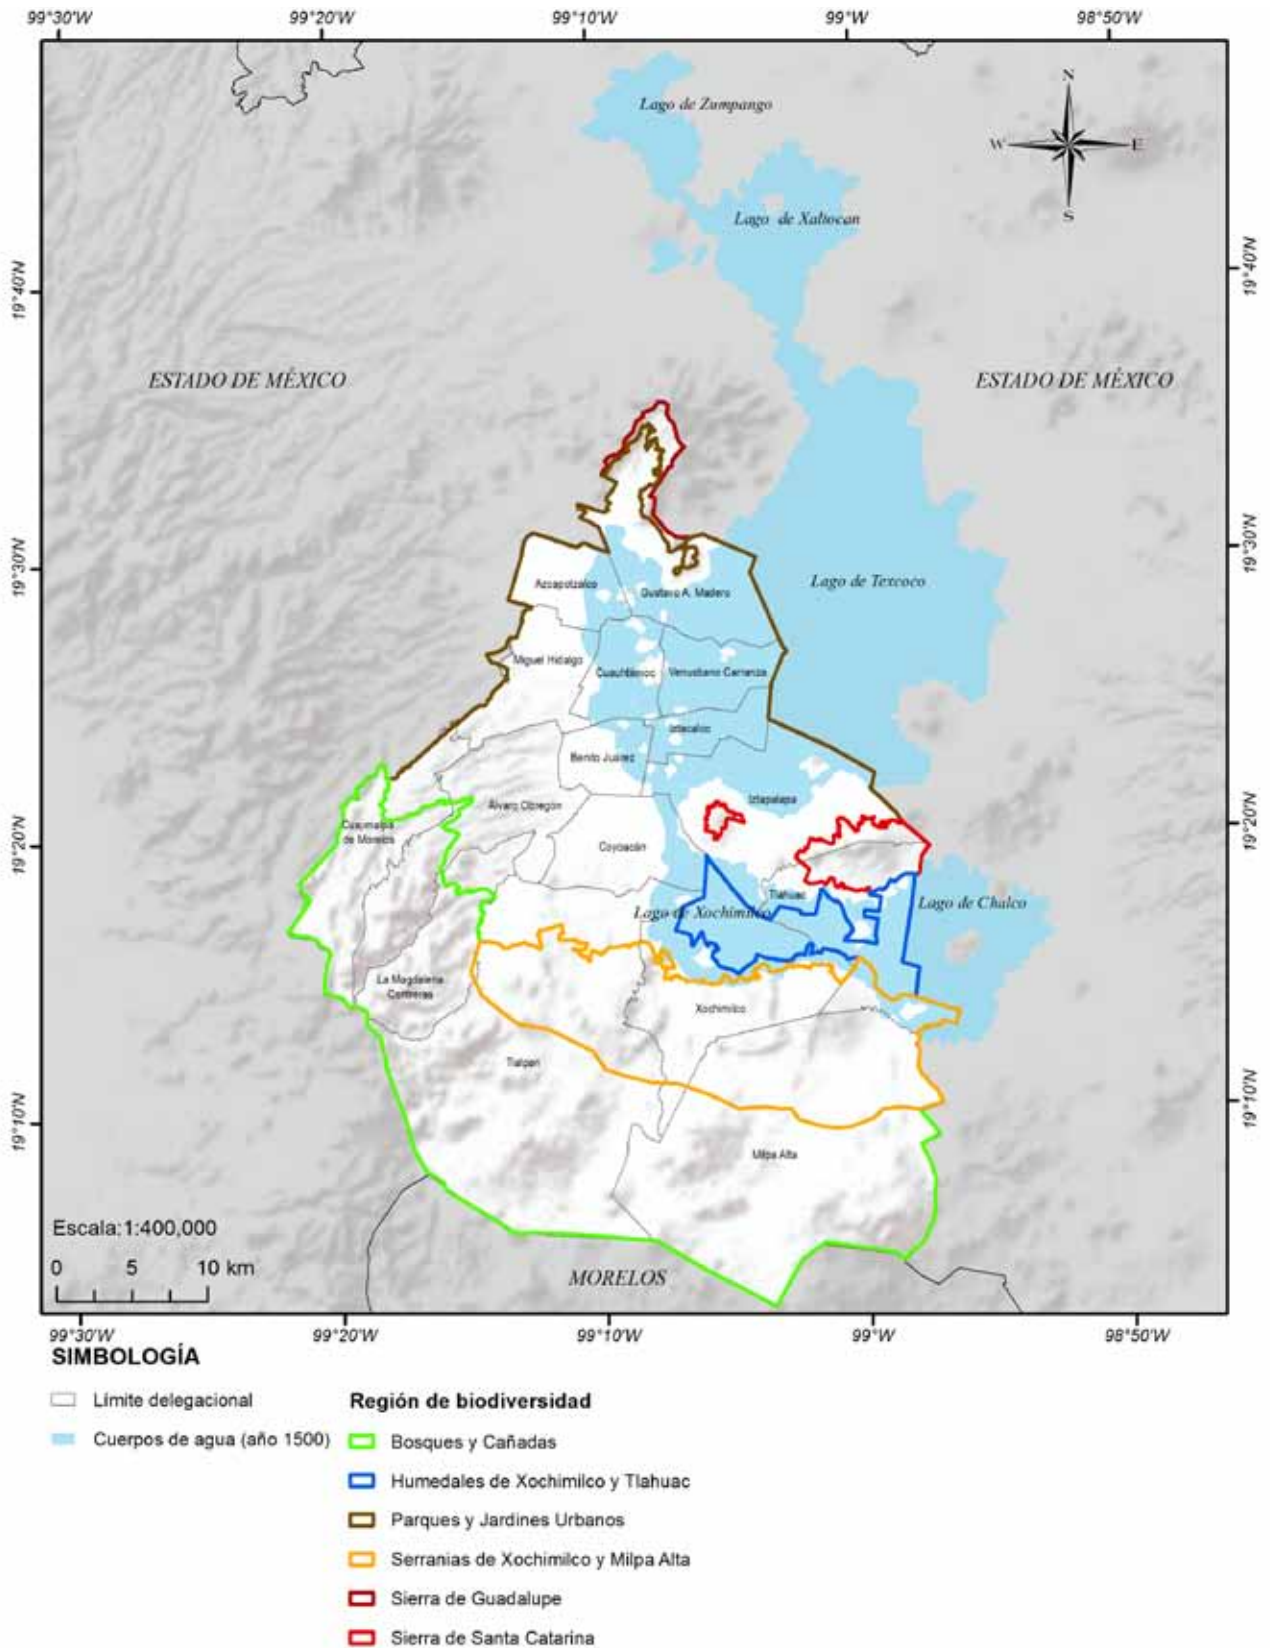 99°30'W 99°20'W 99°10'W 99°W 98°50'W
N
Lago de Zumpango
W E
S
Lago de Xaltocan
19°40'N 19°40'N
ESTADO DE MÉXICO ESTADO DE MÉXICO
19°30'N 19°30'N
Azcapotzalco
Gustavo A. Madero
Lago de Texcoco
Miguel Hidalgo
Cuauhtémoc
Venustiano Carranza
Iztacalco
Benito Juárez
Iztapalapa
Álvaro Obregón
19°20'N 19°20'N
Cuajimalpa
de Morelos
Coyoacán
Tlahuac
Lago de Xochimilco
Lago de Chalco
La Magdalena
Contreras
Xochimilco
Tlalpan
19°10'N 19°10'N
Milpa Alta
Escala:1:400,000
0 5 10 km
MORELOS
99°30'W 99°20'W 99°10'W 99°W 98°50'W
SIMBOLOGÍA
Límite delegacional
Cuerpos de agua (año 1500)
Región de biodiversidad
Bosques y Cañadas
Humedales de Xochimilco y Tlahuac
Parques y Jardines Urbanos
Serranias de Xochimilco y Milpa Alta
Sierra de Guadalupe
Sierra de Santa Catarina